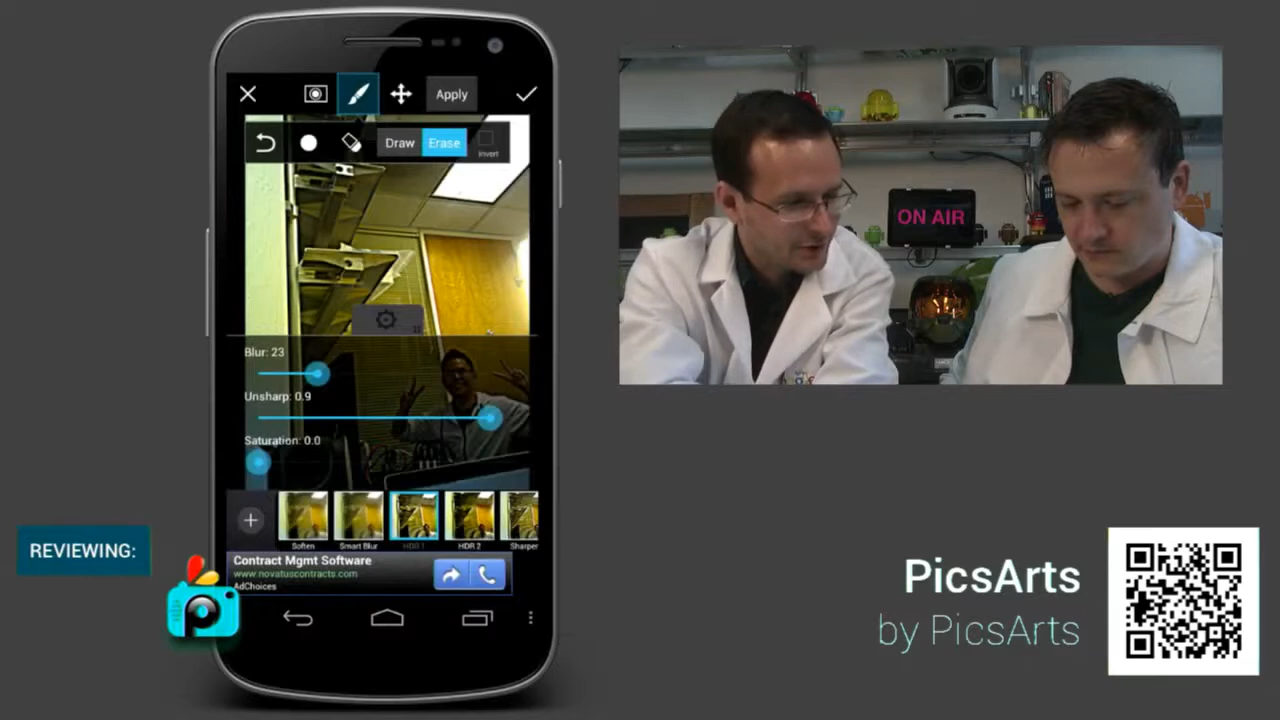 Apply
Draw
Erase
Invert
Blur: 23
Unsharp: 0.9
Saturation: 0.0
Soften
Smart Blur
HDR 1
HDR 2
Sharper
Contract Mgmt Software
www.novatuscontracts.com
AdChoices
ON AIR
REVIEWING:
PicsArts
by PicsArts